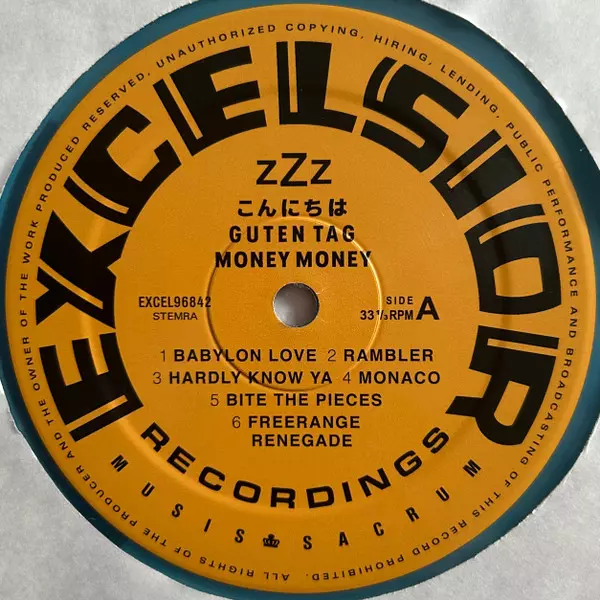 ALL RIGHTS OF THE PRODUCER AND THE OWNER OF THE WORK PRODUCED RESERVED, UNAUTHORIZED COPYING, HIRING, LENDING, PUBLIC PERFORMANCE AND BROADCASTING OF THIS RECORD PROHIBITED.
EXCELSIOR
RECORDINGS
zZz
こんにちは
GUTEN TAG
MONEY MONEY
EXCEL96842
STEMRA
SIDE A
33⅓RPM
1 BABYLON LOVE 2 RAMBLER
3 HARDLY KNOW YA 4 MONACO
5 BITE THE PIECES
6 FREERANGE
RENEGADE
MUSIS SACRUM